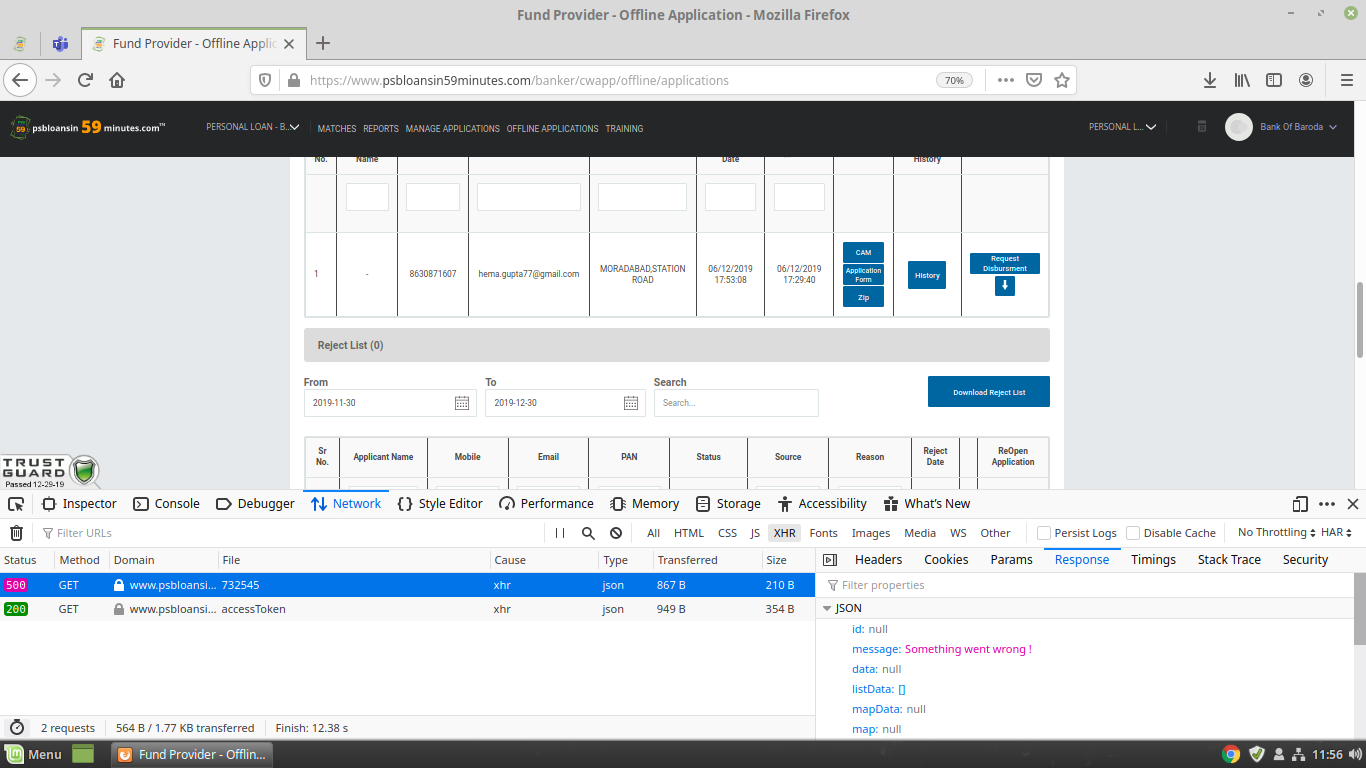 Fund Provider - Offline Application - Mozilla Firefox
Fund Provider - Offline Applic
https://www.psbloansin59minutes.com/banker/cwapp/offline/applications
70%
psbloansin 59 minutes.com™
PERSONAL LOAN - B...
MATCHES
REPORTS
MANAGE APPLICATIONS
OFFLINE APPLICATIONS
TRAINING
PERSONAL L...
Bank Of Baroda
No.
Name
Date
History
1
-
8630871607
hema.gupta77@gmail.com
MORADABAD,STATION
ROAD
06/12/2019
17:53:08
06/12/2019
17:29:40
CAM
Application
Form
Zip
History
Request
Disbursment
Reject List (0)
From
To
Search
2019-11-30
2019-12-30
Search...
Download Reject List
Sr
No.
Applicant Name
Mobile
Email
PAN
Status
Source
Reason
Reject
Date
ReOpen
Application
TRUST
GUARD
Passed 12-29-19
Inspector
Console
Debugger
Network
Style Editor
Performance
Memory
Storage
Accessibility
What's New
Filter URLs
All
HTML
CSS
JS
XHR
Fonts
Images
Media
WS
Other
Persist Logs
Disable Cache
No Throttling
HAR
Status
Method
Domain
File
Cause
Type
Transferred
Size
500
GET
www.psbloansi...
732545
xhr
json
867 B
210 B
200
GET
www.psbloansi...
accessToken
xhr
json
949 B
354 B
Headers
Cookies
Params
Response
Timings
Stack Trace
Security
Filter properties
JSON
id: null
message: Something went wrong !
data: null
listData: []
mapData: null
map: null
2 requests
564 B / 1.77 KB transferred
Finish: 12.38 s
Menu
Fund Provider - Offlin...
11:56